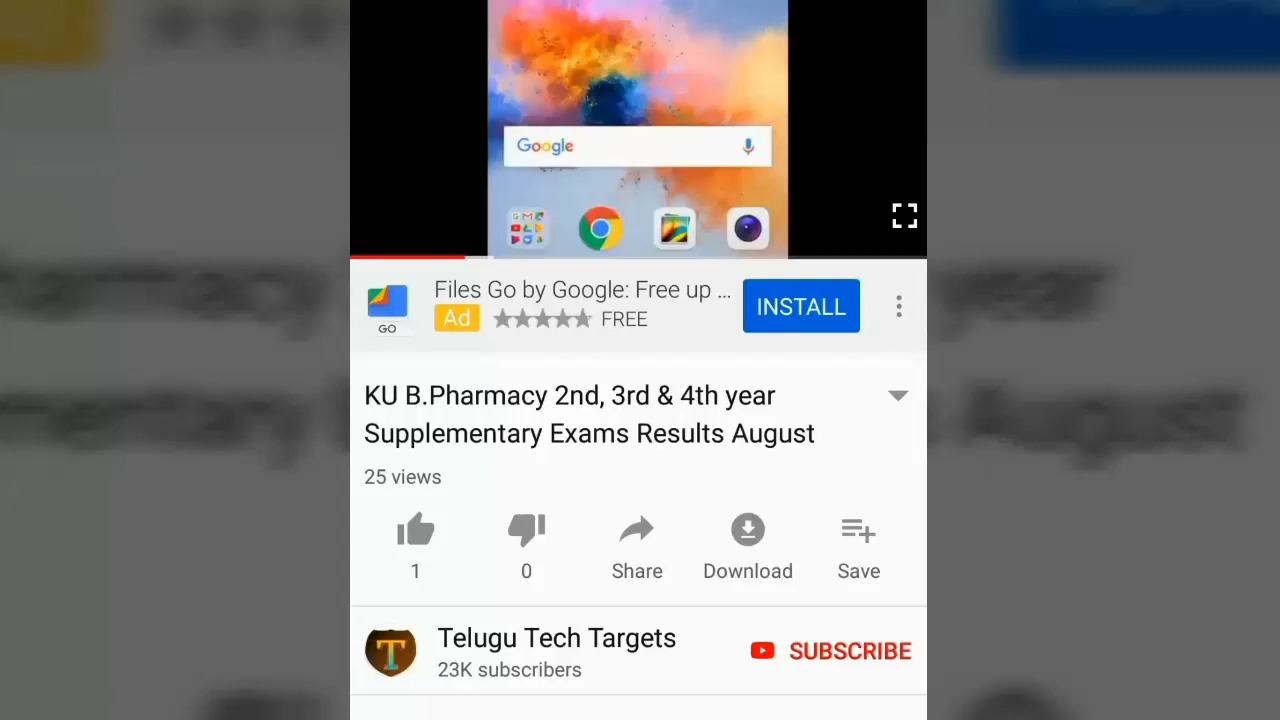 Google
Files Go by Google: Free up ...
GO
Ad
FREE
INSTALL
KU B.Pharmacy 2nd, 3rd & 4th year
Supplementary Exams Results August
25 views
1
0
Share
Download
Save
T
Telugu Tech Targets
23K subscribers
SUBSCRIBE